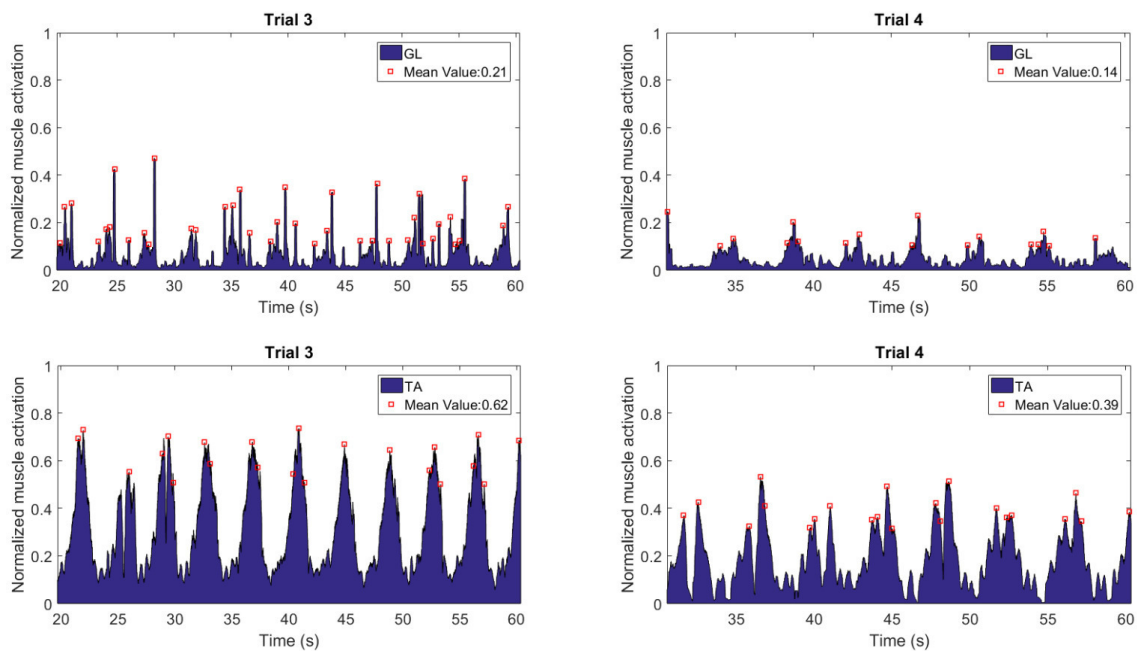 Trial 3
Normalized muscle activation
1
0.8
0.6
0.4
0.2
0
GL
Mean Value:0.21
20 25 30 35 40 45 50 55 60
Time (s)
Trial 4
Normalized muscle activation
1
0.8
0.6
0.4
0.2
0
GL
Mean Value:0.14
35 40 45 50 55 60
Time (s)
Trial 3
Normalized muscle activation
1
0.8
0.6
0.4
0.2
0
TA
Mean Value:0.62
20 25 30 35 40 45 50 55 60
Time (s)
Trial 4
Normalized muscle activation
1
0.8
0.6
0.4
0.2
0
TA
Mean Value:0.39
35 40 45 50 55 60
Time (s)